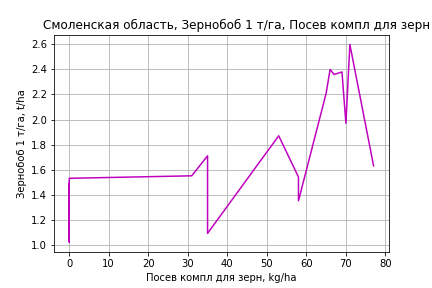 Смоленская область, Зернобоб 1 т/га, Посев компл для зерн
2.6
2.4
2.2
2.0
1.8
1.6
1.4
1.2
1.0
Зернобоб 1 т/га, t/ha
0 10 20 30 40 50 60 70 80
Посев компл для зерн, kg/ha